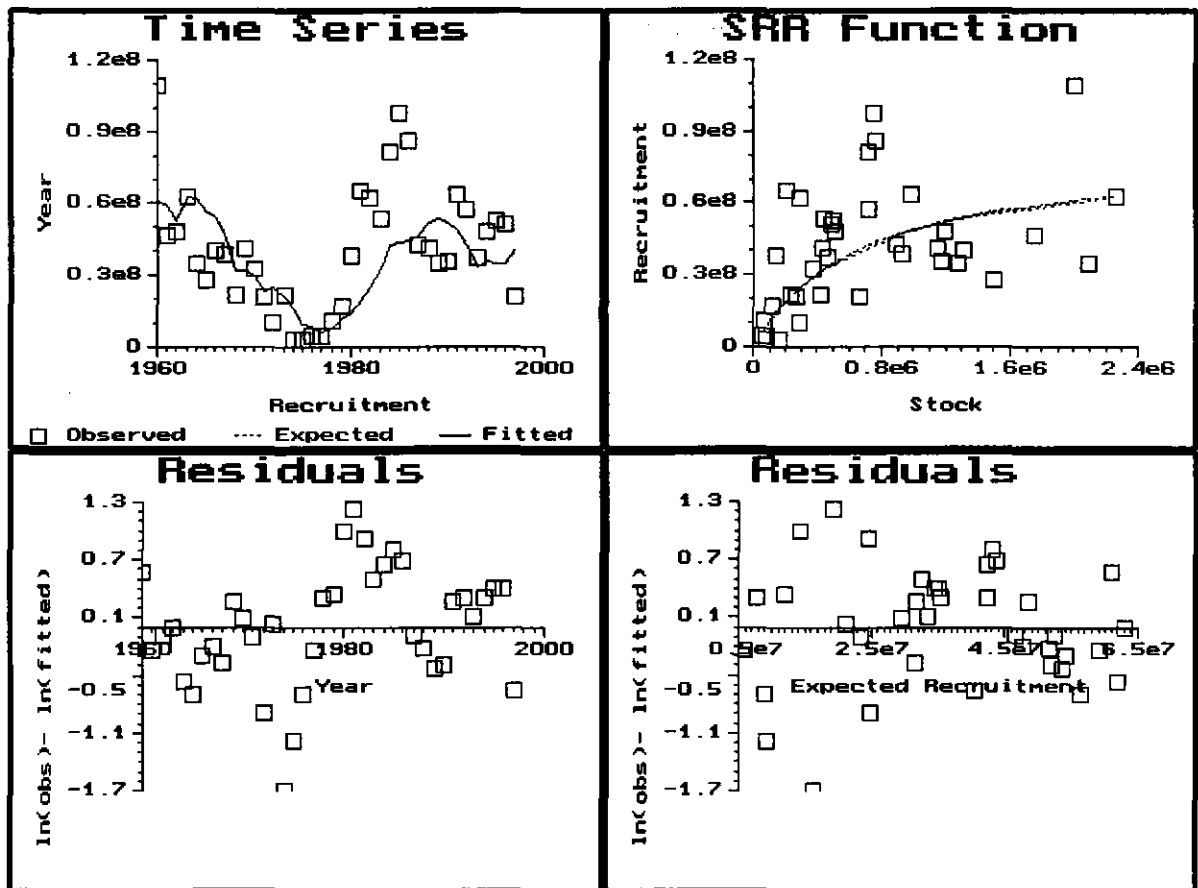 Time Series
1.2e8
0.9e8
0.6e8
0.3e8
0
Year
1960 1980 2000
Recruitment
Observed Expected Fitted
SRR Function
1.2e8
0.9e8
0.6e8
0.3e8
0
Recruitment
0 0.8e6 1.6e6 2.4e6
Stock
Residuals
1.3
0.7
0.1
-0.5
-1.1
-1.7
ln(obs)- ln(fitted)
1960 1980 2000
Year
Residuals
1.3
0.7
0.1
-0.5
-1.1
-1.7
ln(obs)- ln(fitted)
0.5e7 2.5e7 4.5e7 6.5e7
Expected Recruitment